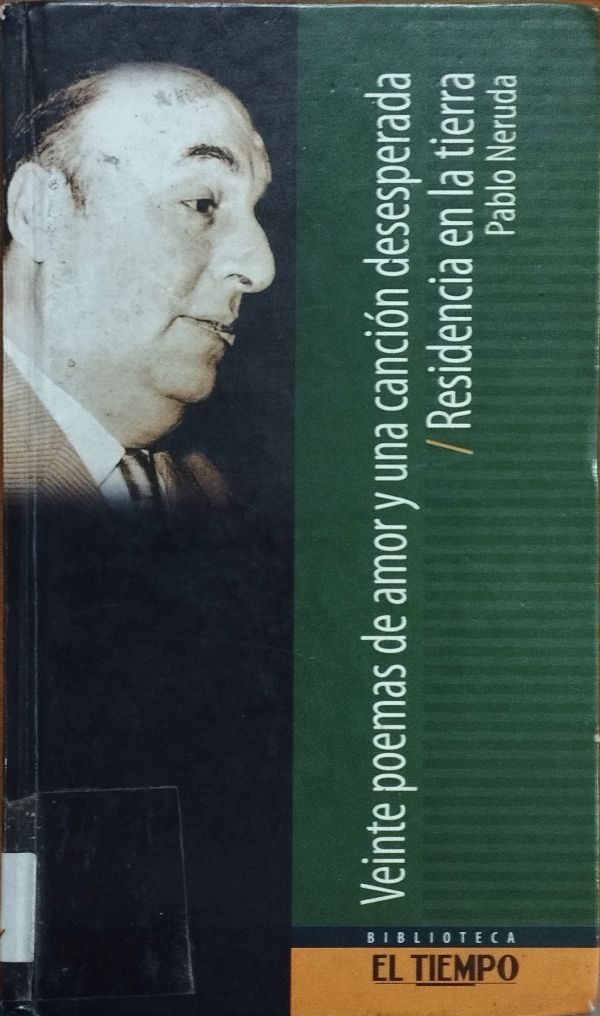 Veinte poemas de amor y una canción desesperada
/ Residencia en la tierra
Pablo Neruda
BIBLIOTECA
EL TIEMPO